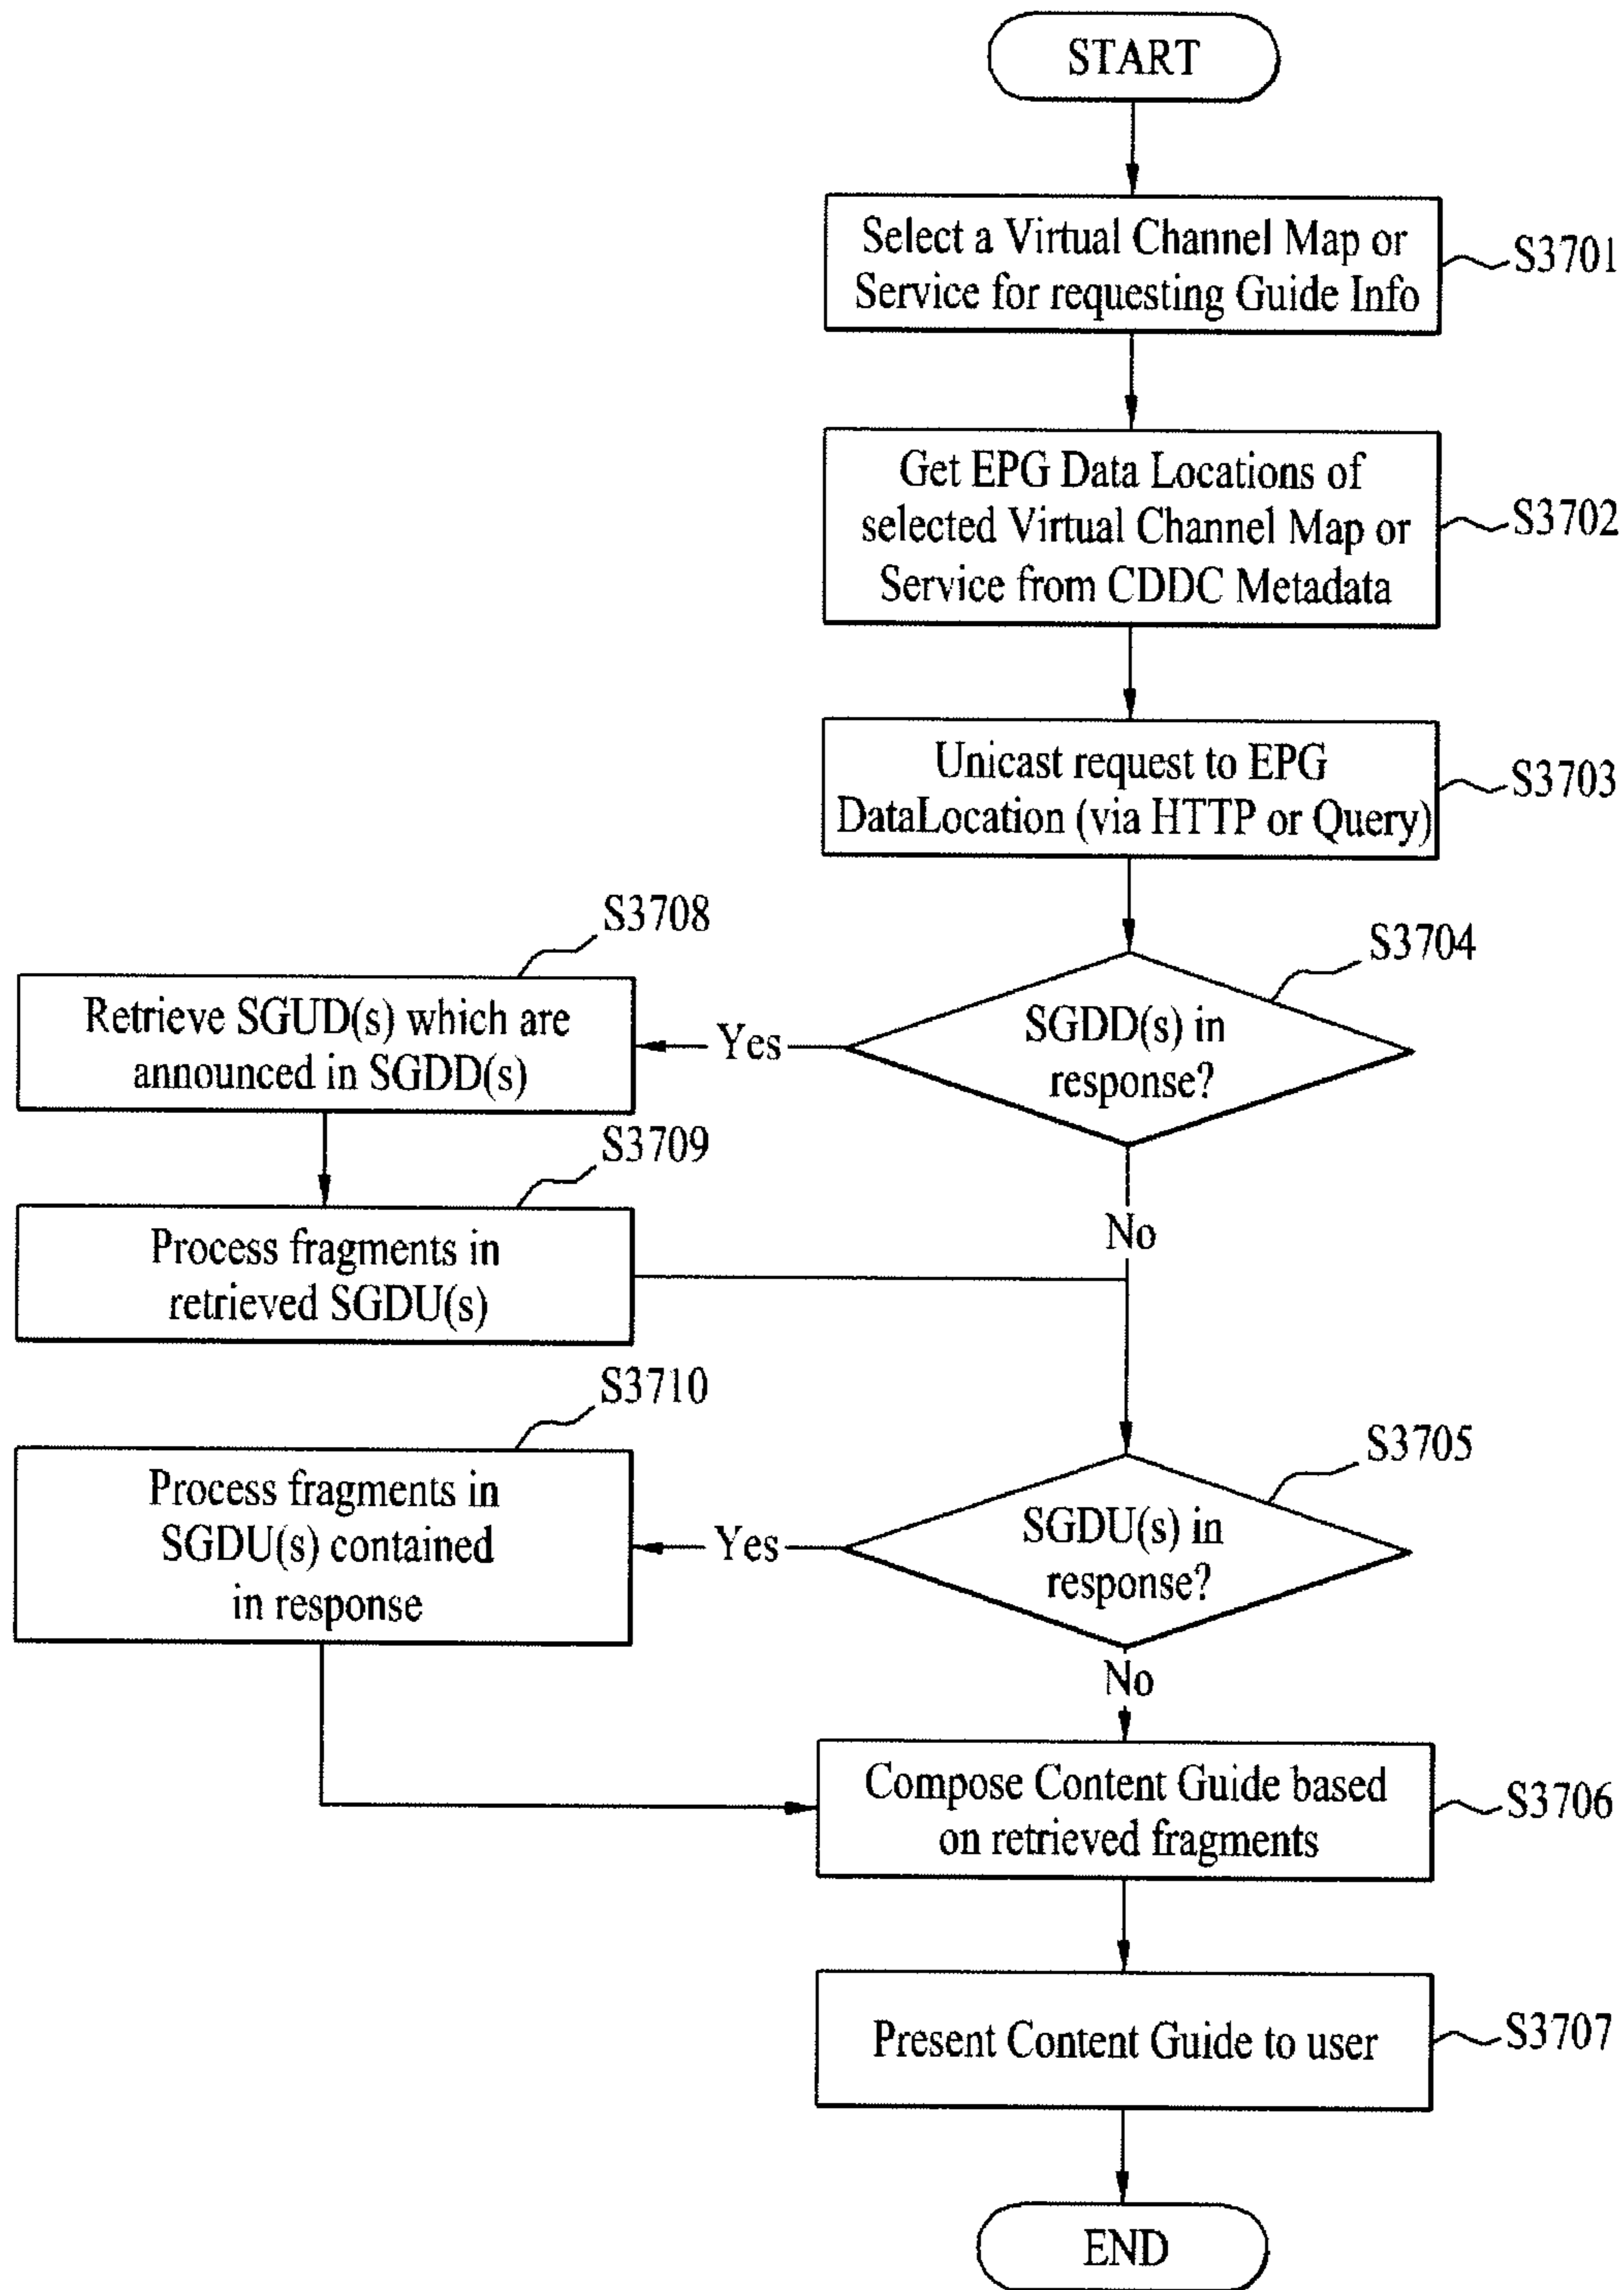 START
Select a Virtual Channel Map or
Service for requesting Guide Info
S3701
Get EPG Data Locations of
selected Virtual Channel Map or
Service from CDDC Metadata
S3702
Unicast request to EPG
DataLocation (via HTTP or Query)
S3703
S3704
SGDD(s) in
response?
Yes
No
S3708
Retrieve SGUD(s) which are
announced in SGDD(s)
S3709
Process fragments in
retrieved SGDU(s)
S3705
SGDU(s) in
response?
Yes
No
S3710
Process fragments in
SGDU(s) contained
in response
Compose Content Guide based
on retrieved fragments
S3706
Present Content Guide to user
S3707
END